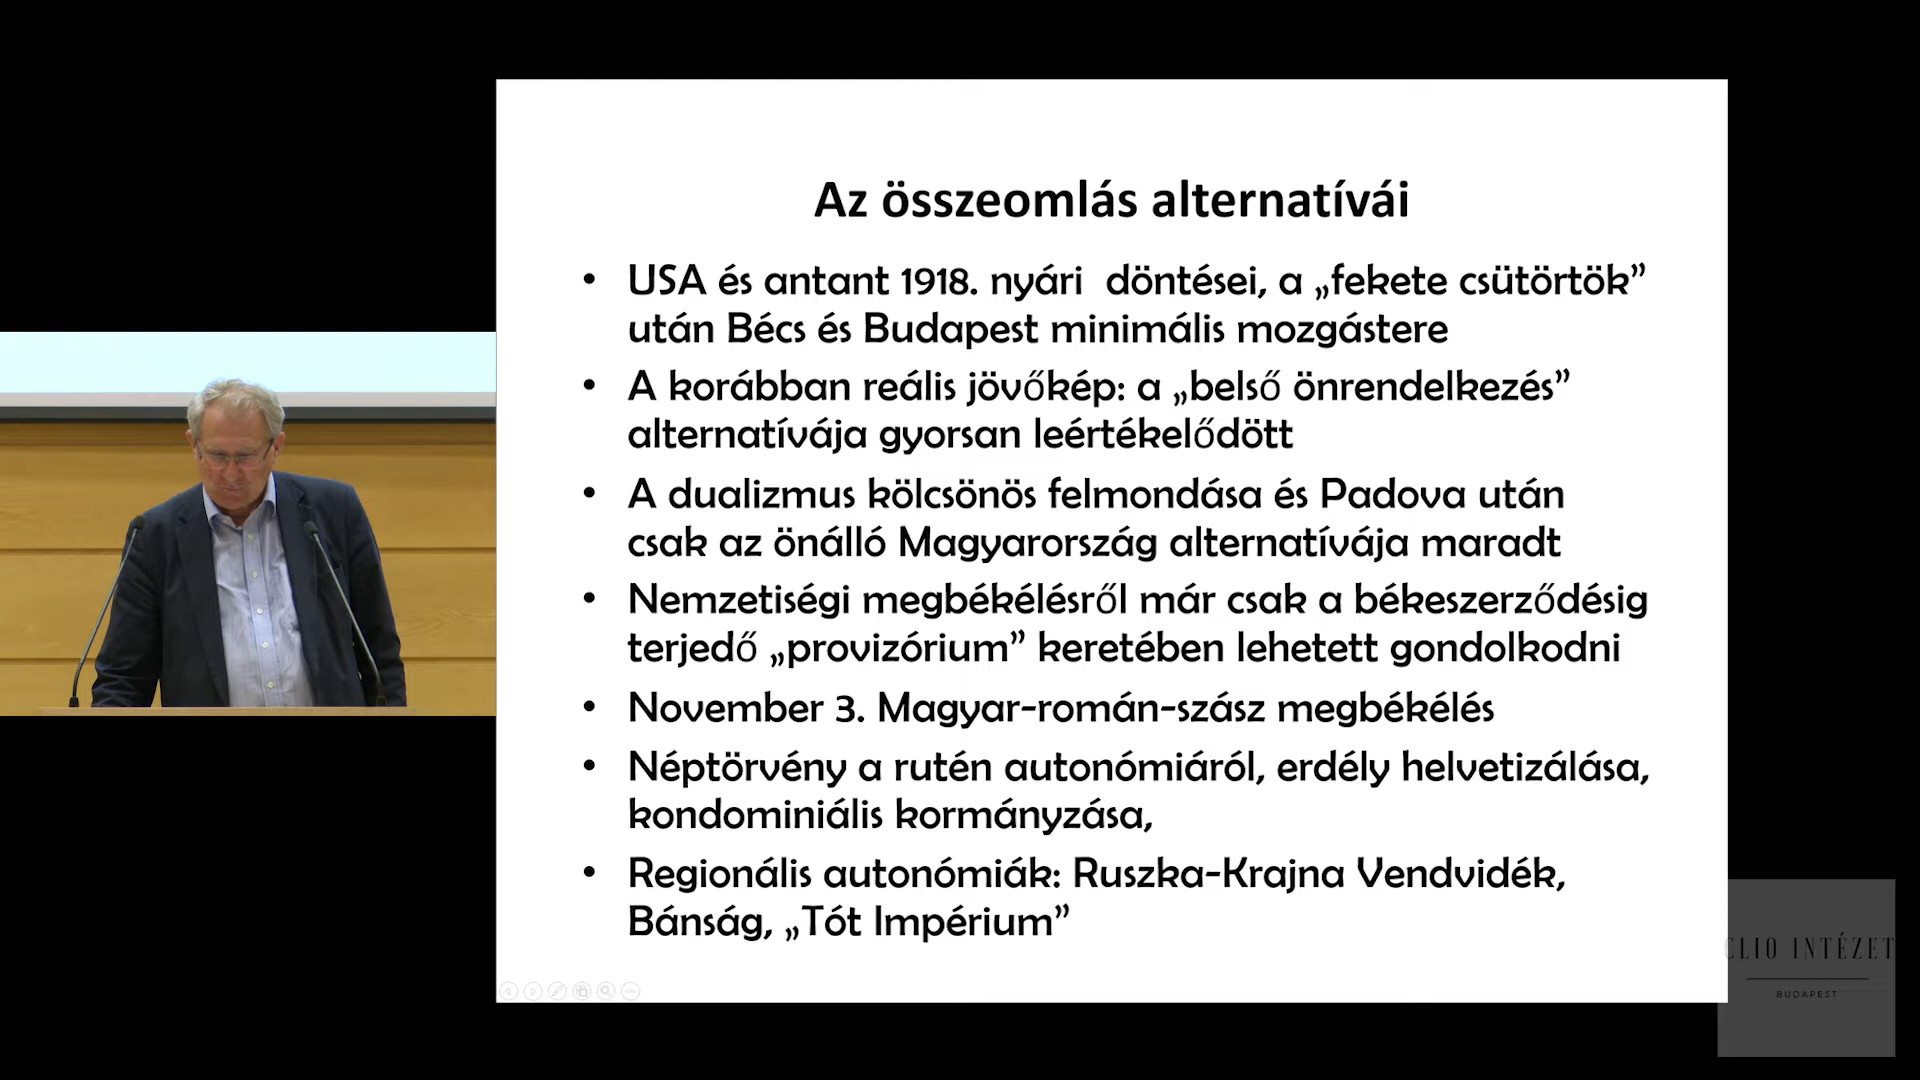 Az összeomlás alternatívái
• USA és antant 1918. nyári döntései, a „fekete csütörtök”
után Bécs és Budapest minimális mozgástere
• A korábban reális jövőkép: a „belső önrendelkezés”
alternatívája gyorsan leértékelődött
• A dualizmus kölcsönös felmondása és Padova után
csak az önálló Magyarország alternatívája maradt
• Nemzetiségi megbékélésről már csak a békeszerződésig
terjedő „provizórium” keretében lehetett gondolkodni
• November 3. Magyar-román-szász megbékélés
• Néptörvény a rutén autonómiáról, erdély helvetizálása,
kondominiális kormányzása,
• Regionális autonómiák: Ruszka-Krajna Vendvidék,
Bánság, „Tót Impérium”
CLIO INTÉZET
BUDAPEST